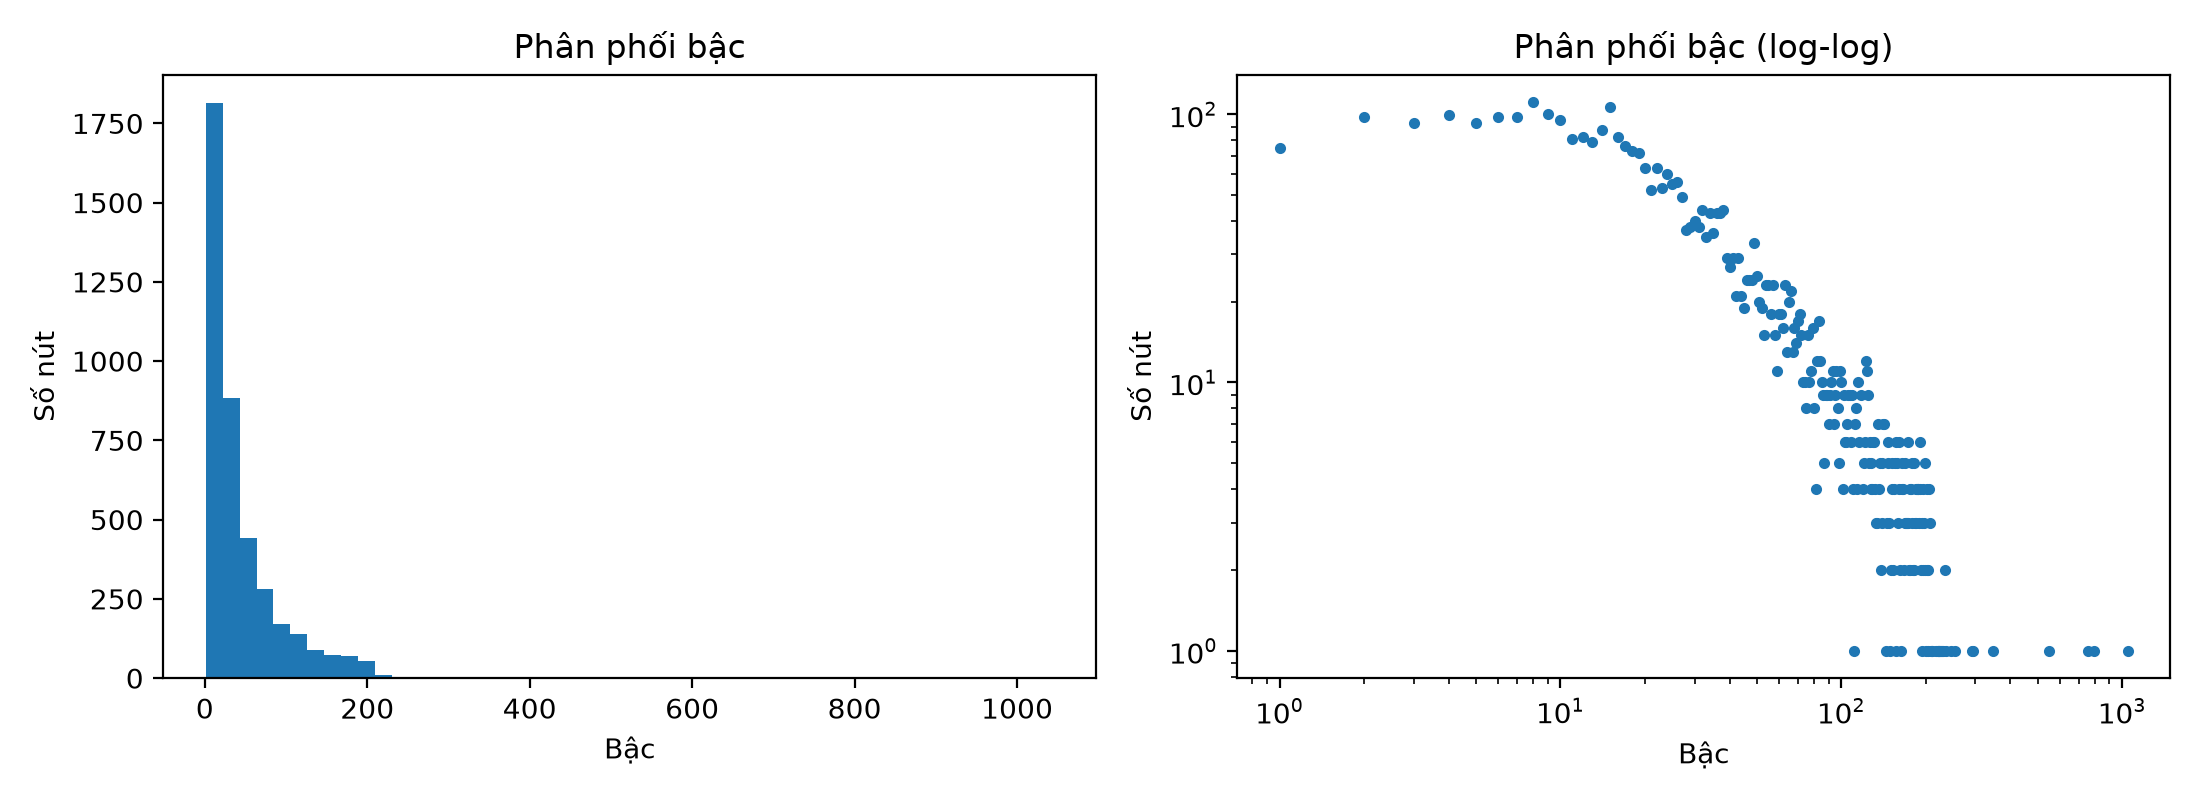 Phân phối bậc
Số nút
1750
1500
1250
1000
750
500
250
0
0 200 400 600 800 1000
Bậc
Phân phối bậc (log-log)
Số nút
10²
10¹
10⁰
10⁰ 10¹ 10² 10³
Bậc